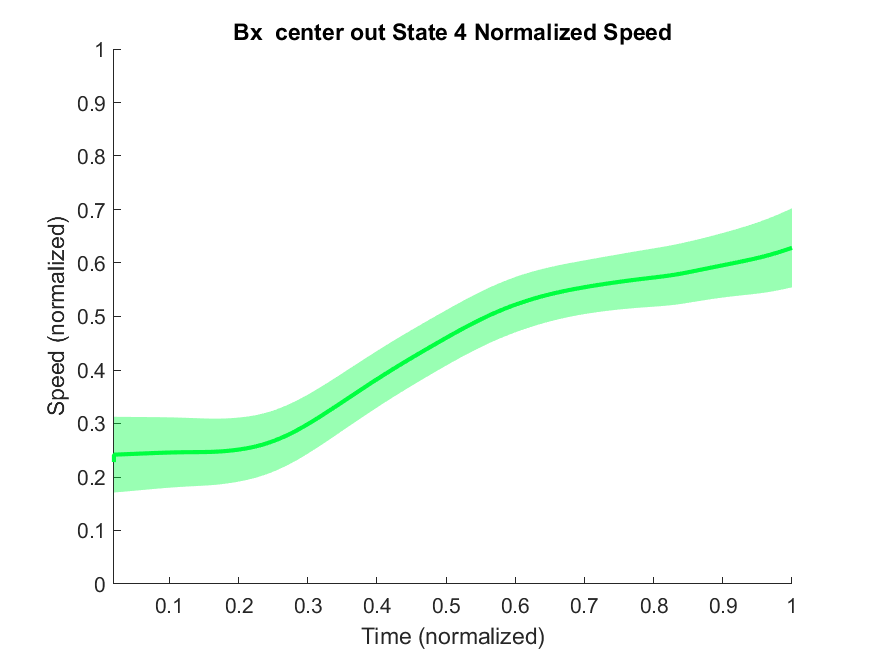 Bx  center out State 4 Normalized Speed
1
0.9
0.8
0.7
0.6
0.5
0.4
0.3
0.2
0.1
0
Speed (normalized)
0.1 0.2 0.3 0.4 0.5 0.6 0.7 0.8 0.9 1
Time (normalized)